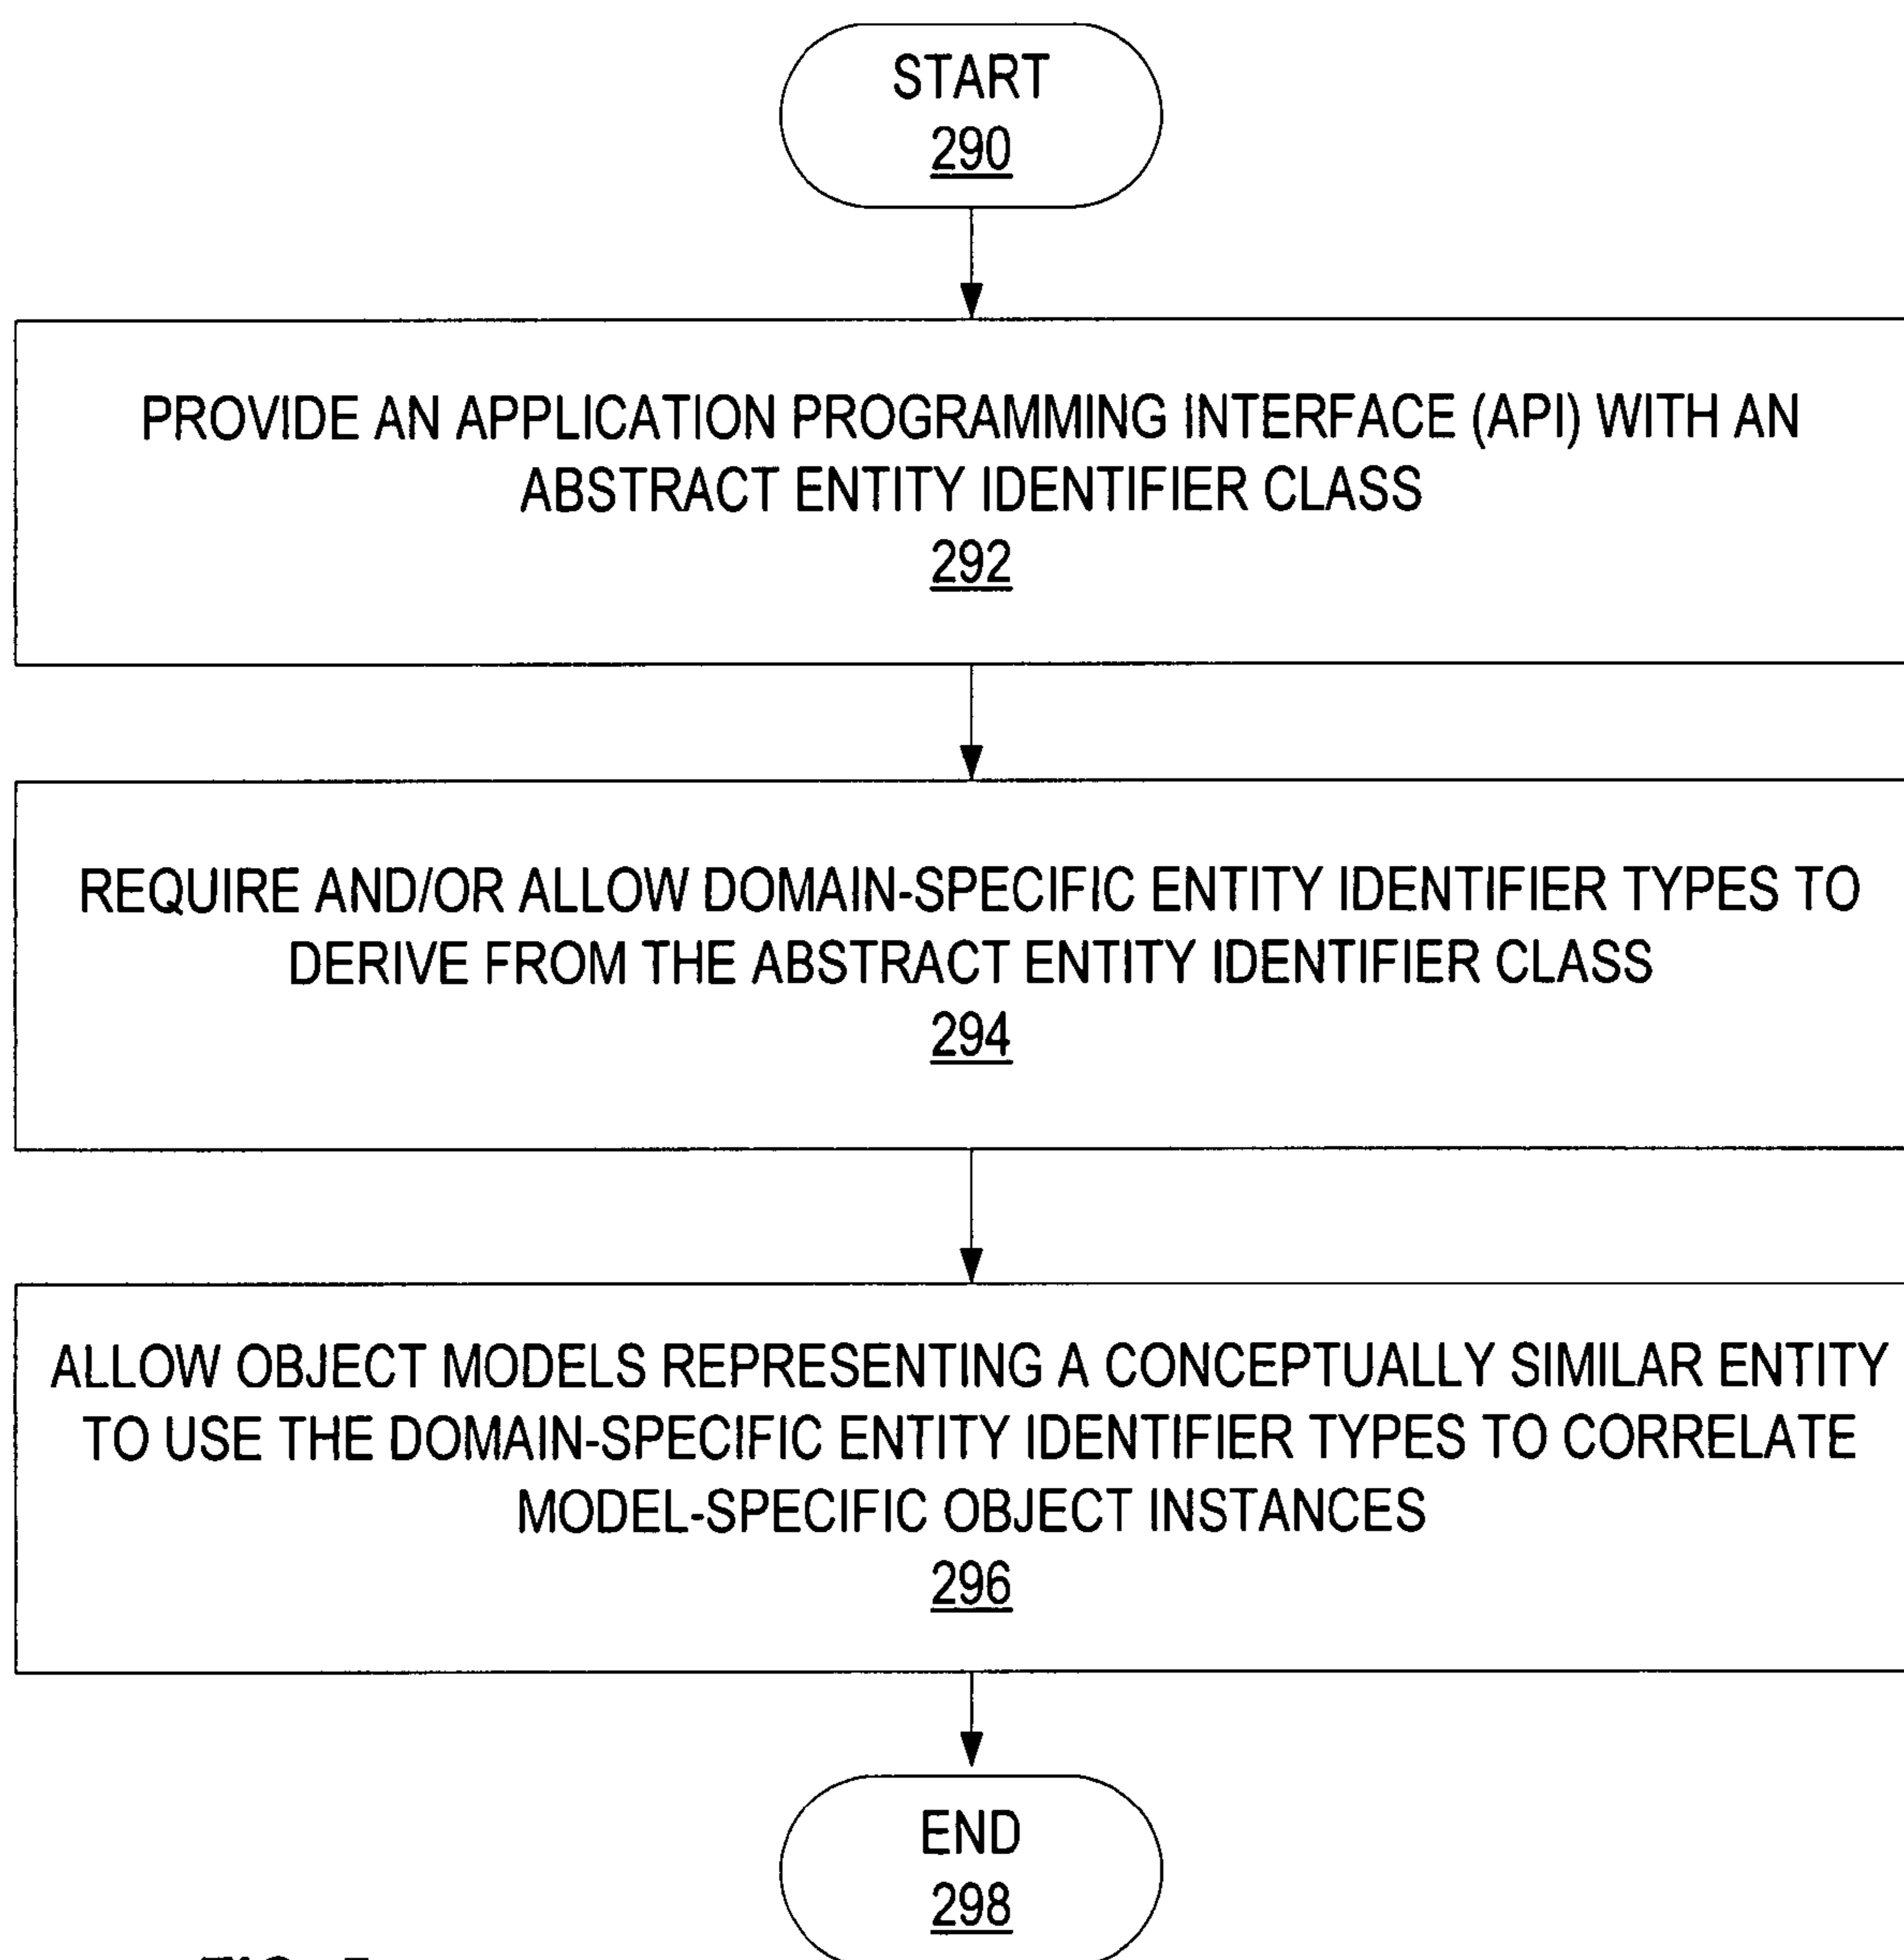 START
290
PROVIDE AN APPLICATION PROGRAMMING INTERFACE (API) WITH AN
ABSTRACT ENTITY IDENTIFIER CLASS
292
REQUIRE AND/OR ALLOW DOMAIN-SPECIFIC ENTITY IDENTIFIER TYPES TO
DERIVE FROM THE ABSTRACT ENTITY IDENTIFIER CLASS
294
ALLOW OBJECT MODELS REPRESENTING A CONCEPTUALLY SIMILAR ENTITY
TO USE THE DOMAIN-SPECIFIC ENTITY IDENTIFIER TYPES TO CORRELATE
MODEL-SPECIFIC OBJECT INSTANCES
296
END
298